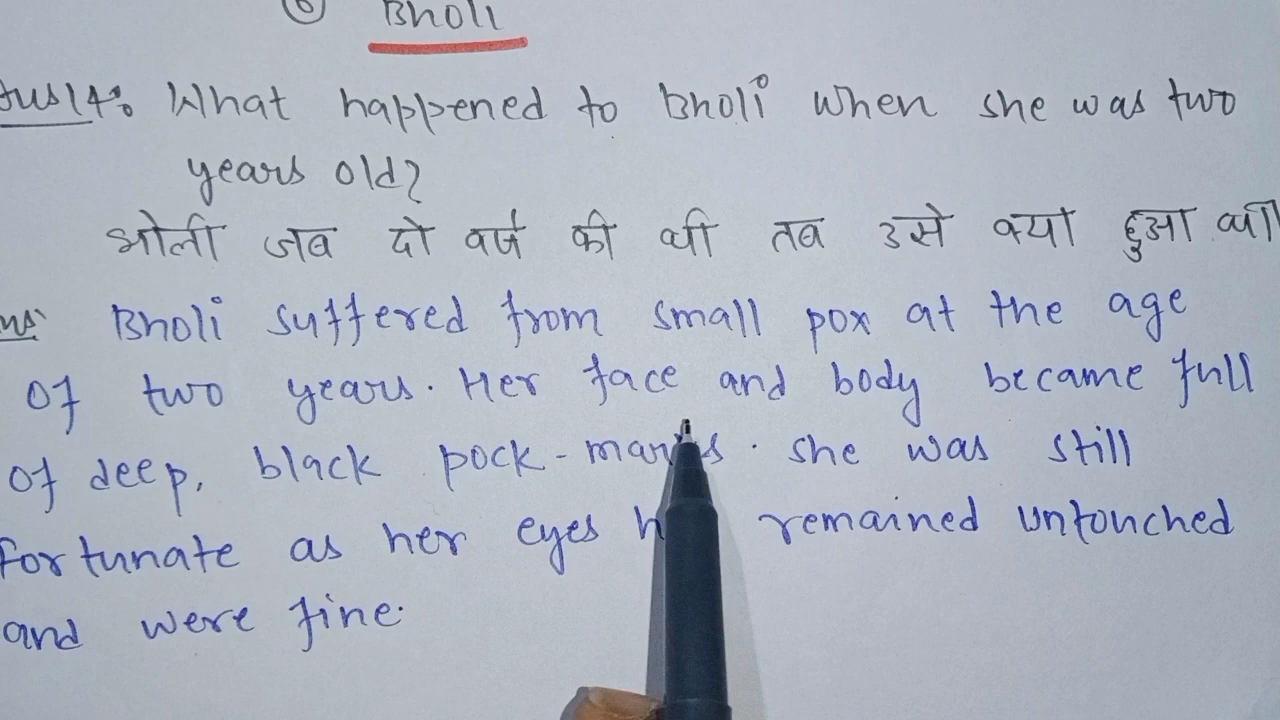 ⑥ Bholi
Qus14:- What happened to Bholi when she was two
years old?
भोली जब दो वर्ष की थी तब उसे क्या हुआ थी
Ans: Bholi suffered from small pox at the age
of two years. Her face and body became full
of deep, black pock-marks. she was still
fortunate as her eyes remained untouched
and were fine.